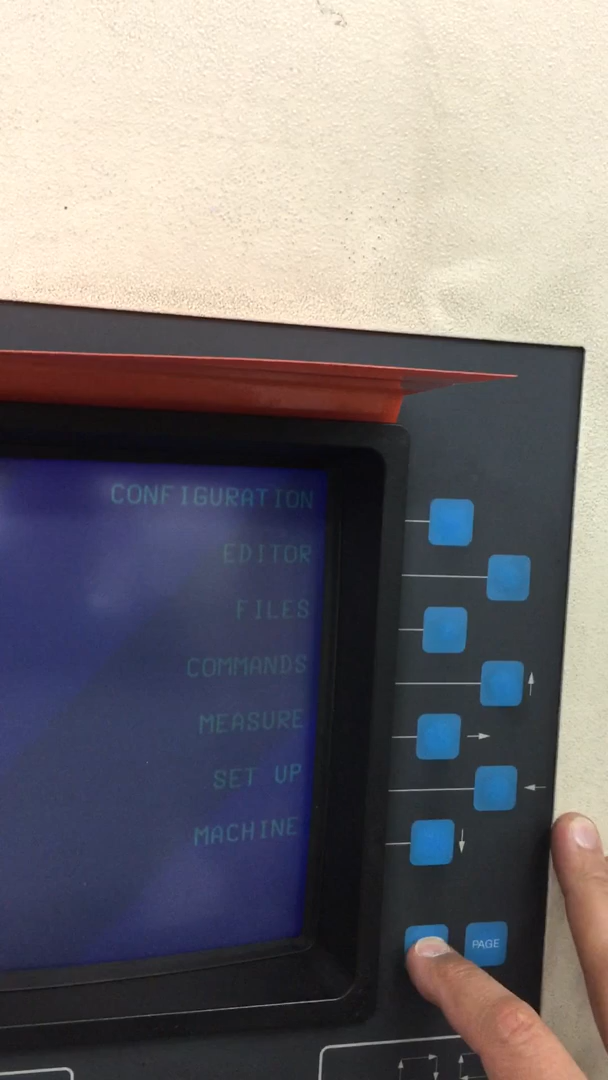 CONFIGURATION
EDITOR
FILES
COMMANDS
MEASURE
SET UP
MACHINE
PAGE